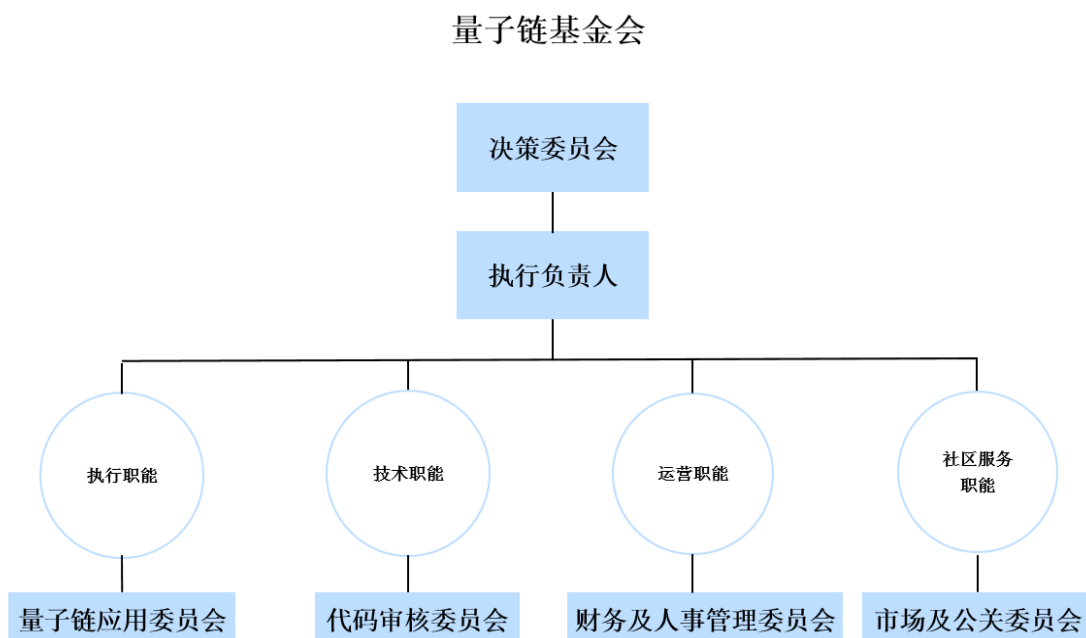 量子链基金会
决策委员会
执行负责人
执行职能
技术职能
运营职能
社区服务
职能
量子链应用委员会
代码审核委员会
财务及人事管理委员会
市场及公关委员会